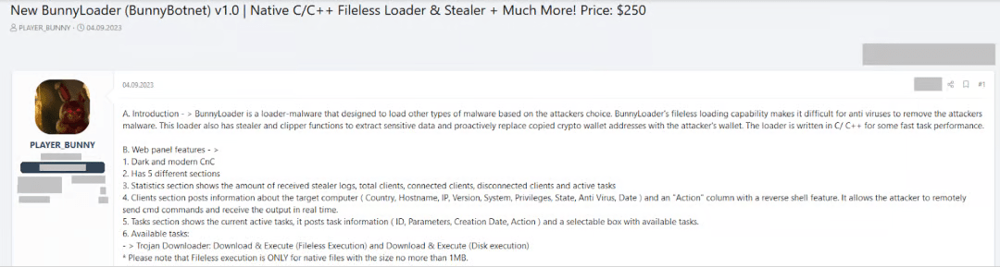 New BunnyLoader (BunnyBotnet) v1.0 | Native C/C++ Fileless Loader & Stealer + Much More! Price: $250
PLAYER_BUNNY · 04.09.2023
04.09.2023
#1
PLAYER_BUNNY
A. Introduction - > BunnyLoader is a loader-malware that designed to load other types of malware based on the attackers choice. BunnyLoader's fileless loading capability makes it difficult for anti viruses to remove the attackers
malware. This loader also has stealer and clipper functions to extract sensitive data and proactively replace copied crypto wallet addresses with the attacker's wallet. The loader is written in C/ C++ for some fast task performance.
B. Web panel features - >
1. Dark and modern CnC
2. Has 5 different sections
3. Statistics section shows the amount of received stealer logs, total clients, connected clients, disconnected clients and active tasks
4. Clients section posts information about the target computer ( Country, Hostname, IP, Version, System, Privileges, State, Anti Virus, Date ) and an "Action" column with a reverse shell feature. It allows the attacker to remotely
send cmd commands and receive the output in real time.
5. Tasks section shows the current active tasks, it posts task information ( ID, Parameters, Creation Date, Action ) and a selectable box with available tasks.
6. Available tasks:
- > Trojan Downloader: Download & Execute (Fileless Execution) and Download & Execute (Disk execution)
* Please note that Fileless execution is ONLY for native files with the size no more than 1MB.